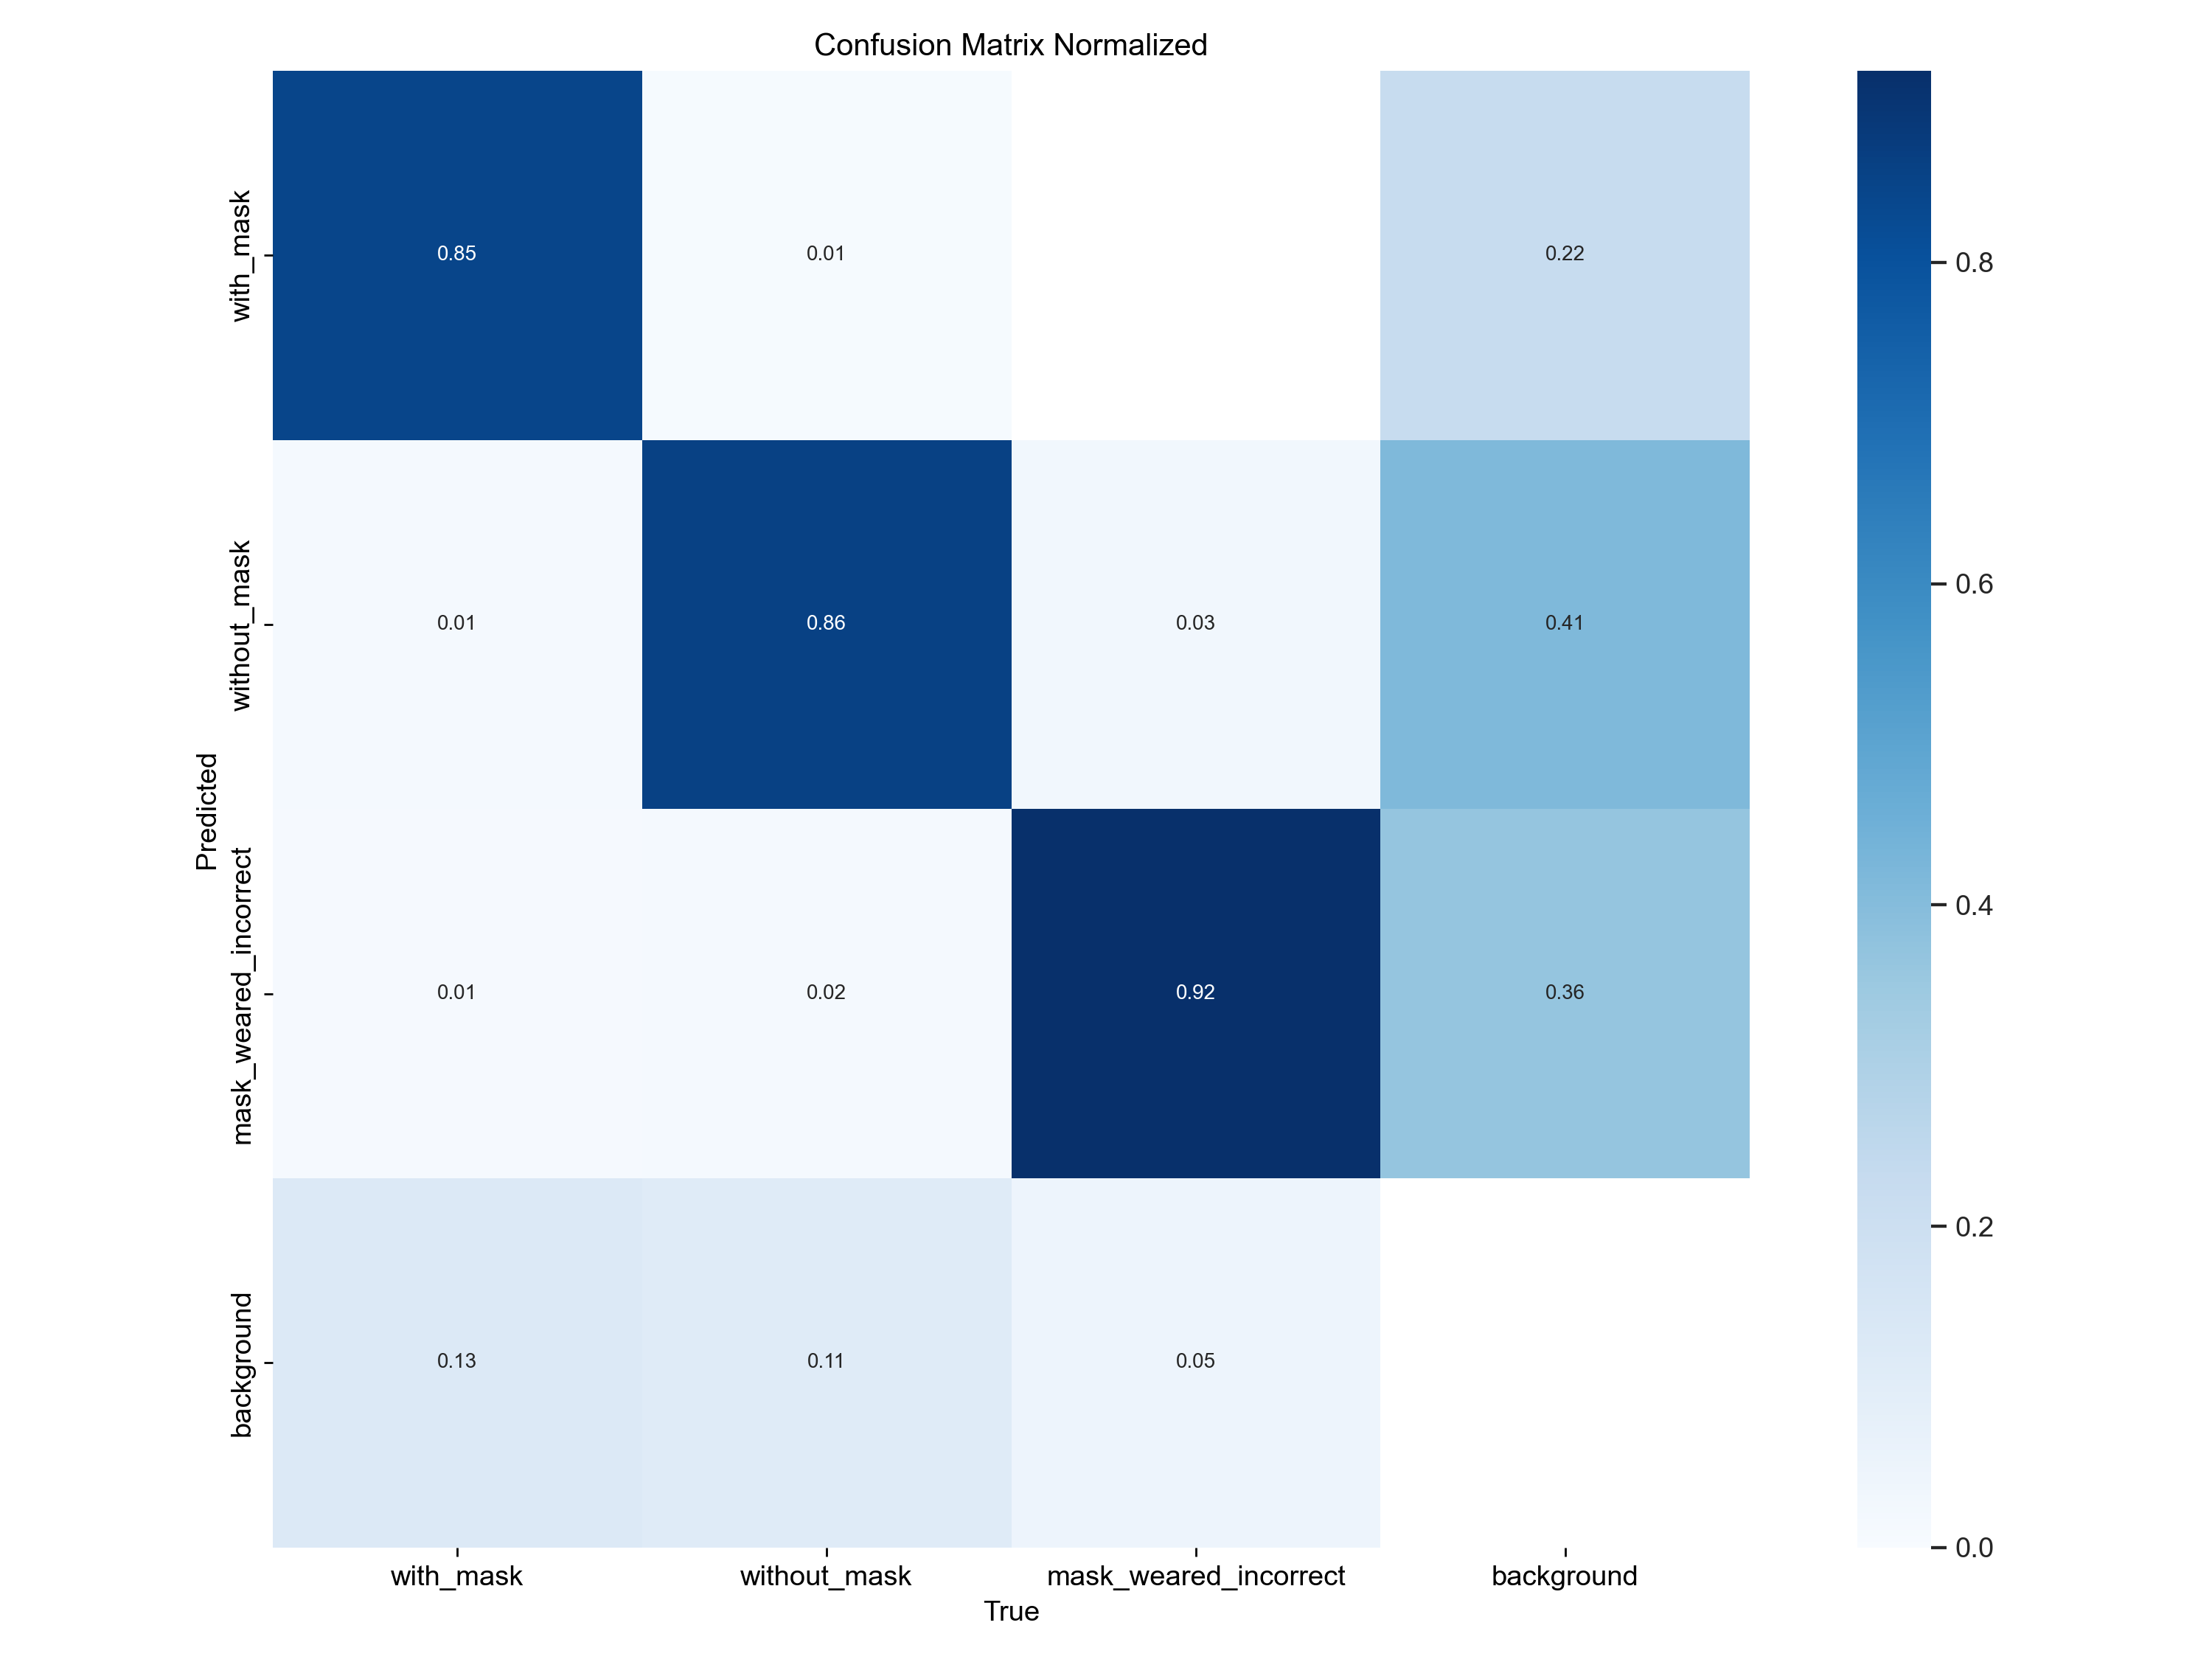 Confusion Matrix Normalized
with_mask
0.85
0.01
0.22
0.8
without_mask
0.01
0.86
0.03
0.41
0.6
Predicted
0.4
mask_weared_incorrect
0.01
0.02
0.92
0.36
0.2
background
0.13
0.11
0.05
0.0
with_mask
without_mask
mask_weared_incorrect
background
True